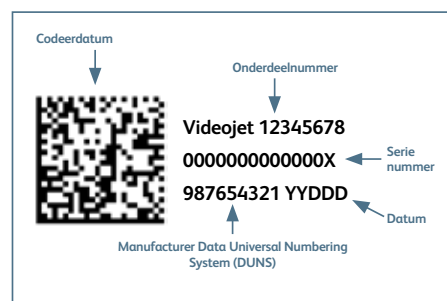 Codeerdatum
Onderdeelnummer
Videojet 12345678
0000000000000X
Serie
nummer
987654321 YYDDD
Datum
Manufacturer Data Universal Numbering
System (DUNS)